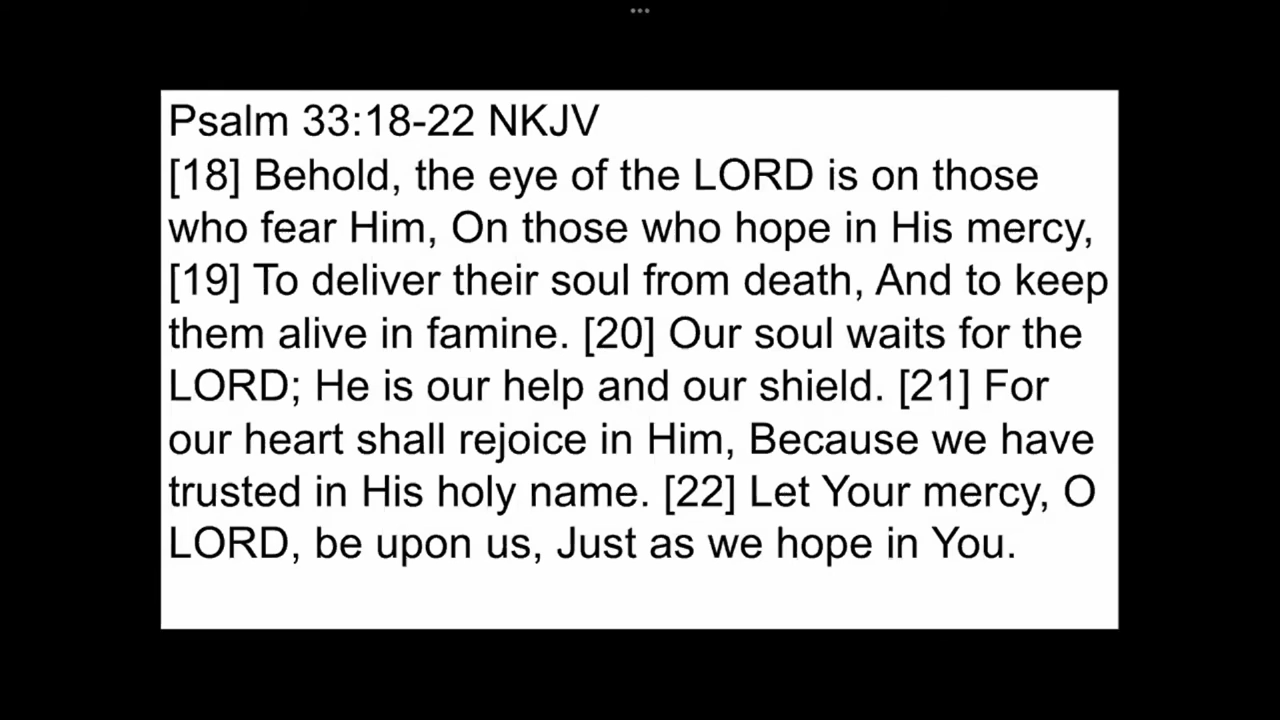 Psalm 33:18-22 NKJV
[18] Behold, the eye of the LORD is on those
who fear Him, On those who hope in His mercy,
[19] To deliver their soul from death, And to keep
them alive in famine. [20] Our soul waits for the
LORD; He is our help and our shield. [21] For
our heart shall rejoice in Him, Because we have
trusted in His holy name. [22] Let Your mercy, O
LORD, be upon us, Just as we hope in You.